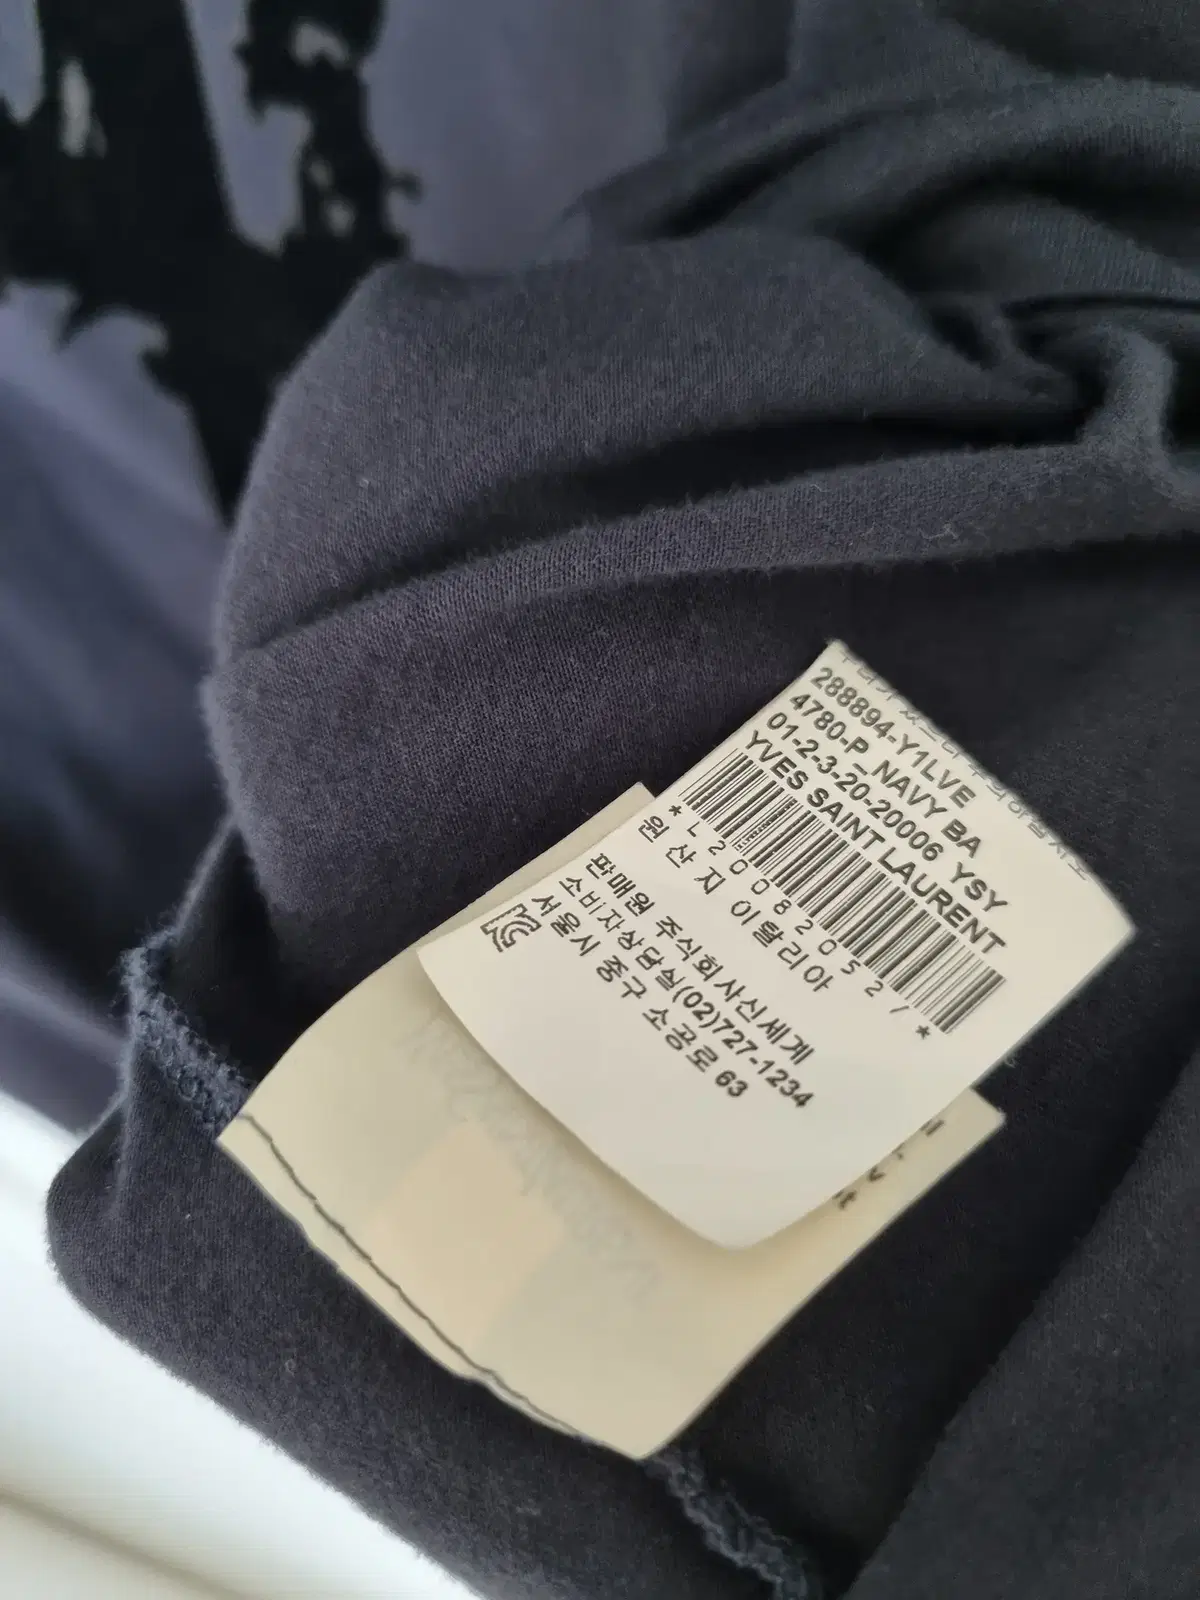 288894-Y1LVE
4780-P_NAVY BA
01-2-3-20-20006 YSY
YVES SAINT LAURENT
*L200820527*
원산지 이탈리아
판매원 주식회사신세계
소비자상담실(02)727-1234
서울시 중구 소공로 63